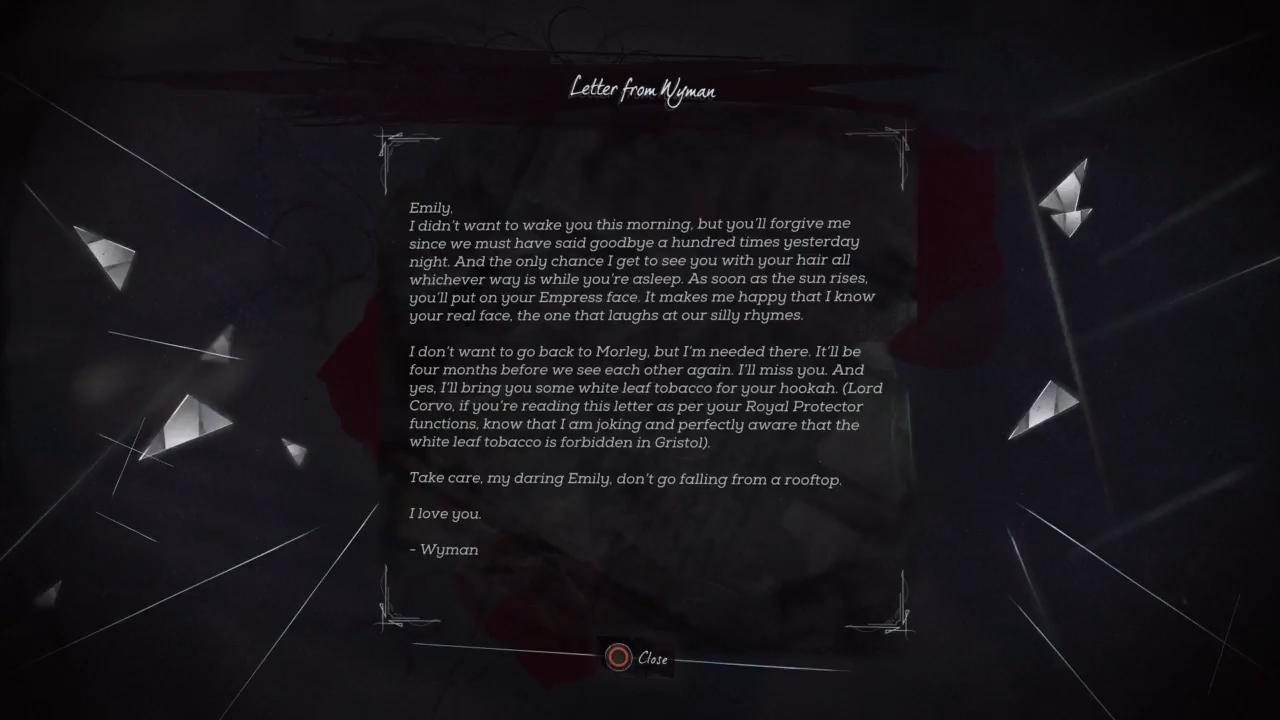 Letter from Wyman
Emily,
I didn't want to wake you this morning, but you'll forgive me
since we must have said goodbye a hundred times yesterday
night. And the only chance I get to see you with your hair all
whichever way is while you're asleep. As soon as the sun rises,
you'll put on your Empress face. It makes me happy that I know
your real face, the one that laughs at our silly rhymes.
I don't want to go back to Morley, but I'm needed there. It'll be
four months before we see each other again. I'll miss you. And
yes, I'll bring you some white leaf tobacco for your hookah. (Lord
Corvo, if you're reading this letter as per your Royal Protector
functions, know that I am joking and perfectly aware that the
white leaf tobacco is forbidden in Gristol).
Take care, my daring Emily, don't go falling from a rooftop.
I love you.
- Wyman
Close